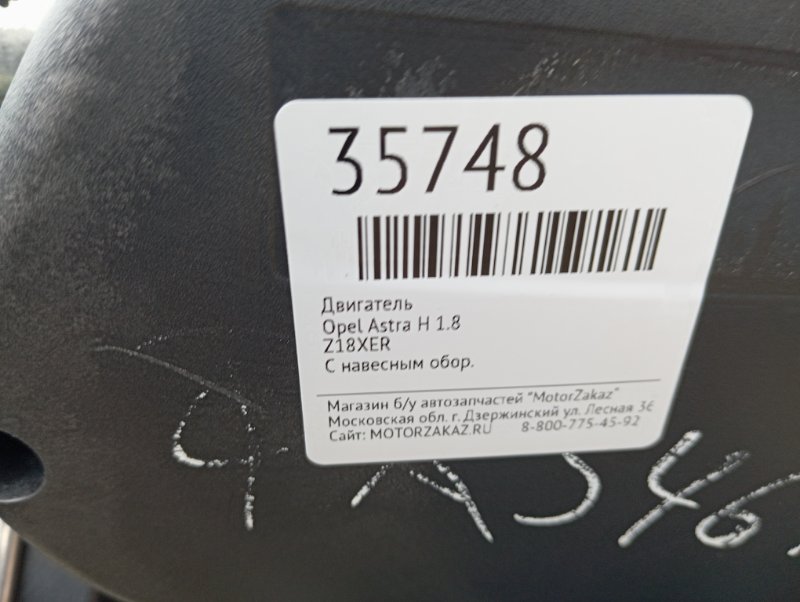 35748
Двигатель
Opel Astra H 1.8
Z18XER
С навесным обор.
Магазин б/у автозапчастей "MotorZakaz"
Московская обл. г. Дзержинский ул. Лесная 3Е
Сайт: MOTORZAKAZ.RU 8-800-775-45-92